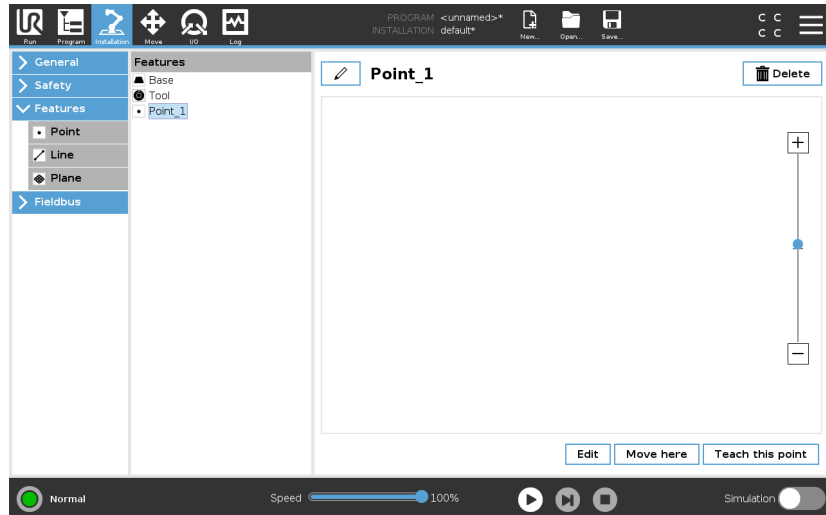 UR
Run
Program
Installation
Move
I/O
Log
PROGRAM <unnamed>*
INSTALLATION default*
New...
Open...
Save...
C C
C C
General
Safety
Features
Point
Line
Plane
Fieldbus
Features
Base
Tool
Point_1
Point_1
Delete
Edit
Move here
Teach this point
Normal
Speed
100%
Simulation